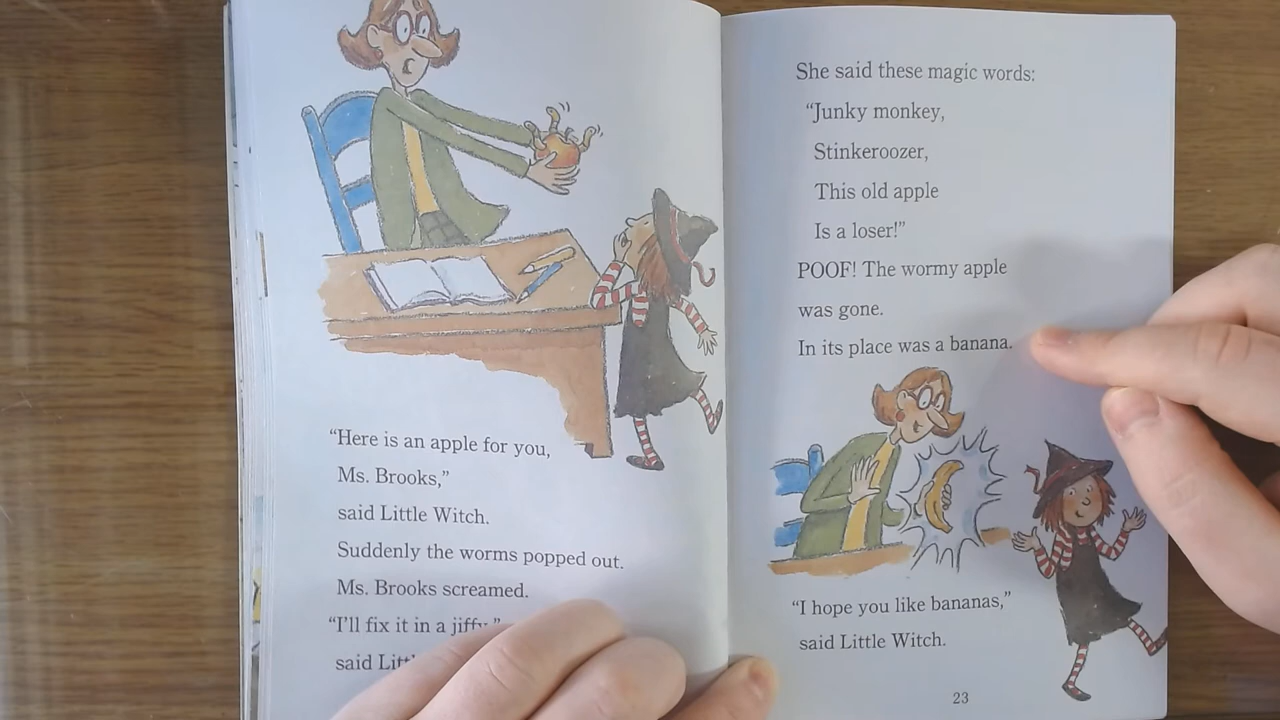 “Here is an apple for you,
Ms. Brooks,”
said Little Witch.
Suddenly the worms popped out.
Ms. Brooks screamed.
“I’ll fix it in a jiffy,”
said
She said these magic words:
“Junky monkey,
Stinkeroozer,
This old apple
Is a loser!”
POOF! The wormy apple
was gone.
In its place was a banana.
“I hope you like bananas,”
said Little Witch.
23